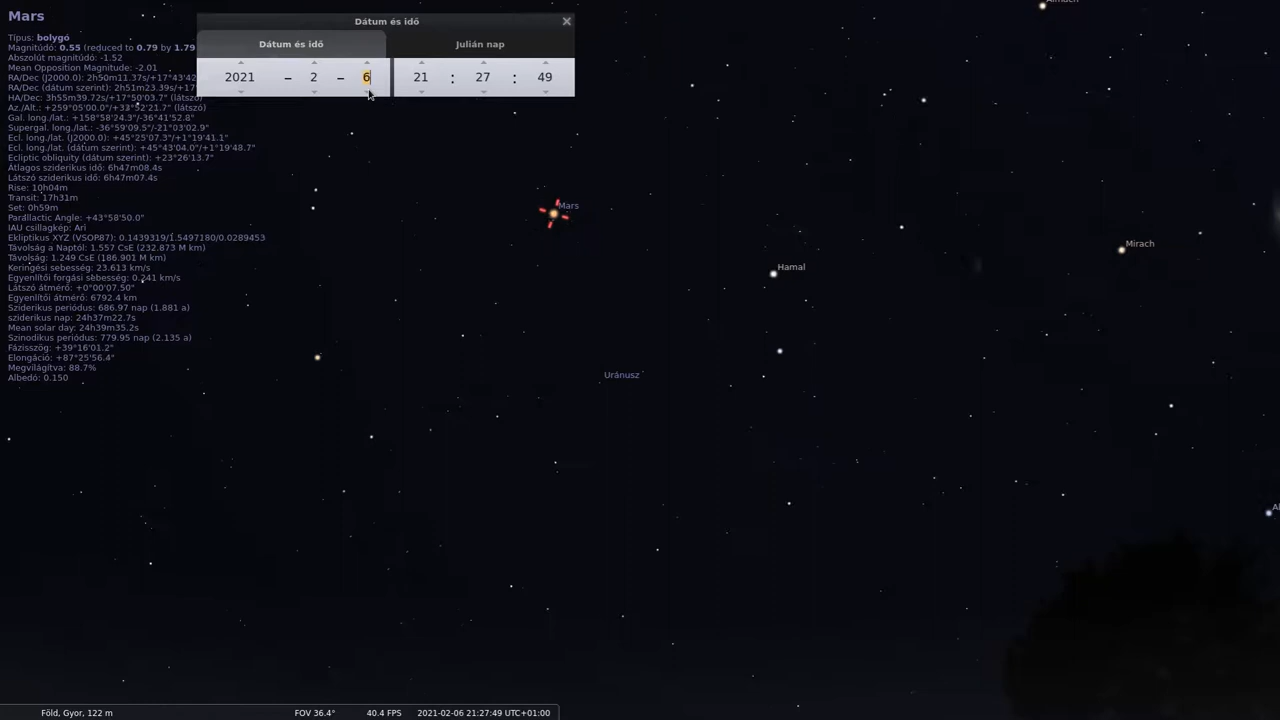 Mars
Típus: bolygó
Magnitúdó: 0.55 (reduced to 0.79 by 1.79
Abszolút magnitúdó: -1.52
Mean Opposition Magnitude: -2.01
RA/Dec (J2000.0): 2h50m11.37s/+17°43'42
RA/Dec (dátum szerint): 2h51m23.39s/+17°
HA/Dec: 3h55m39.72s/+17°50'03.7" (látszó)
Az./Alt.: +259°05'00.0"/+33°52'21.7" (látszó)
Gal. long./lat.: +158°58'24.3"/-36°41'52.8"
Supergal. long./lat.: -36°59'09.5"/-21°03'02.9"
Ecl. long./lat. (J2000.0): +45°25'07.3"/+1°19'41.1"
Ecl. long./lat. (dátum szerint): +45°43'04.0"/+1°19'48.7"
Ecliptic obliquity (dátum szerint): +23°26'13.7"
Átlagos sziderikus idő: 6h47m08.4s
Látszó sziderikus idő: 6h47m07.4s
Rise: 10h04m
Transit: 17h31m
Set: 0h59m
Parallactic Angle: +43°58'50.0"
IAU csillagkép: Ari
Ekliptikus XYZ (VSOP87): 0.1439319/1.5497180/0.0289453
Távolság a Naptól: 1.557 CsE (232.873 M km)
Távolság: 1.249 CsE (186.901 M km)
Keringési sebesség: 23.613 km/s
Egyenlítői forgási sebesség: 0.241 km/s
Látszó átmérő: +0°00'07.50"
Egyenlítői átmérő: 6792.4 km
Sziderikus periódus: 686.97 nap (1.881 a)
sziderikus nap: 24h37m22.7s
Mean solar day: 24h39m35.2s
Szinodikus periódus: 779.95 nap (2.135 a)
Fázisszög: +39°16'01.2"
Elongáció: +87°25'56.4"
Megvilágítva: 88.7%
Albedó: 0.150
Dátum és idő
Dátum és idő Julián nap
2021 – 2 – 6 21 : 27 : 49
Mars
Hamal
Mirach
Uránusz
Föld, Gyor, 122 m FOV 36.4° 40.4 FPS 2021-02-06 21:27:49 UTC+01:00